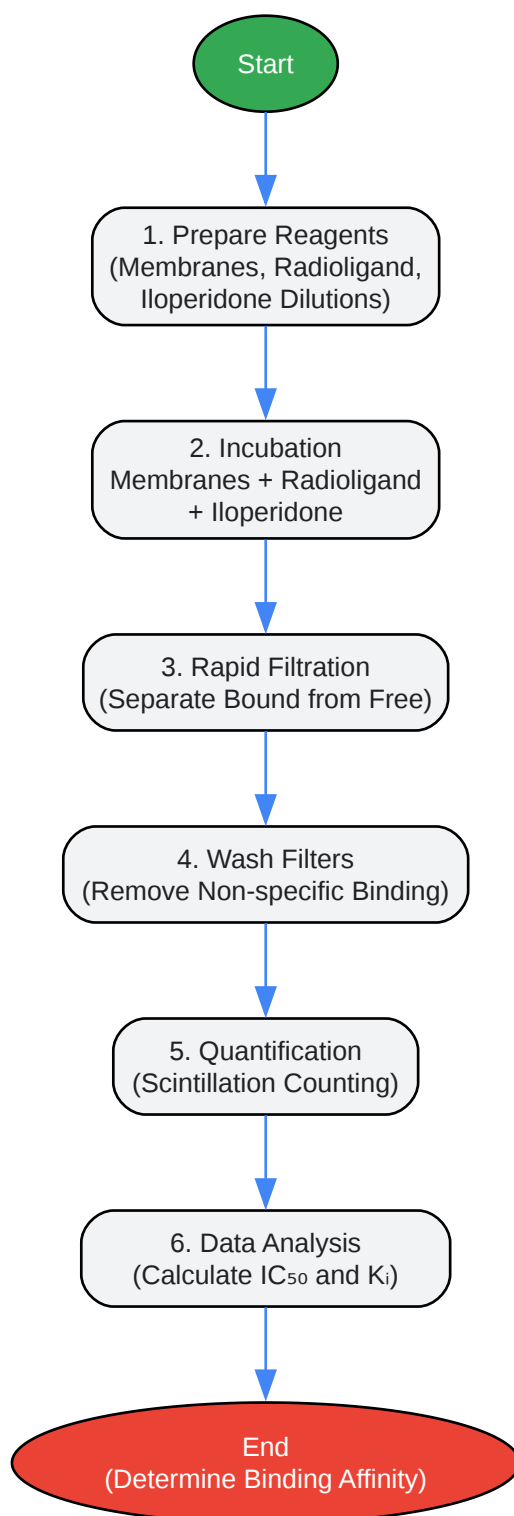 Start
1. Prepare Reagents
(Membranes, Radioligand,
Iloperidone Dilutions)
2. Incubation
Membranes + Radioligand
+ Iloperidone
3. Rapid Filtration
(Separate Bound from Free)
4. Wash Filters
(Remove Non-specific Binding)
5. Quantification
(Scintillation Counting)
6. Data Analysis
(Calculate IC₅₀ and Kᵢ)
End
(Determine Binding Affinity)